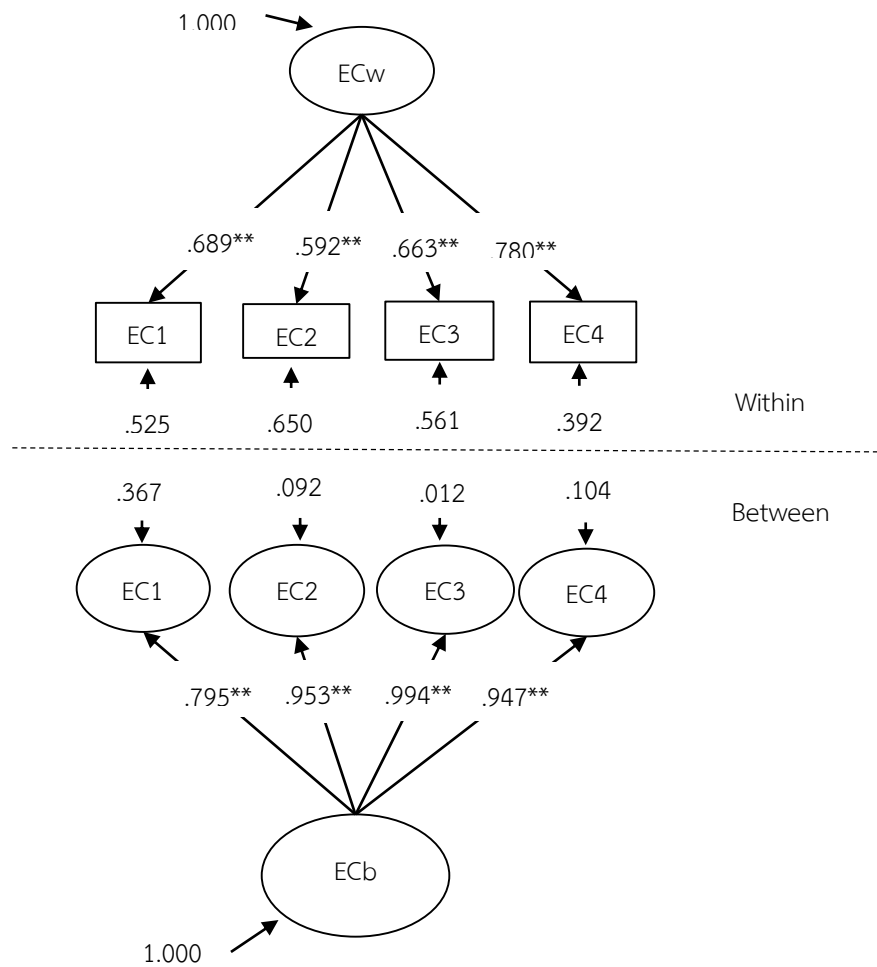 1.000
ECw
.689** .592** .663** .780**
EC1 EC2 EC3 EC4
Within
.525 .650 .561 .392
.367 .092 .012 .104
Between
EC1 EC2 EC3 EC4
.795** .953** .994** .947**
ECb
1.000